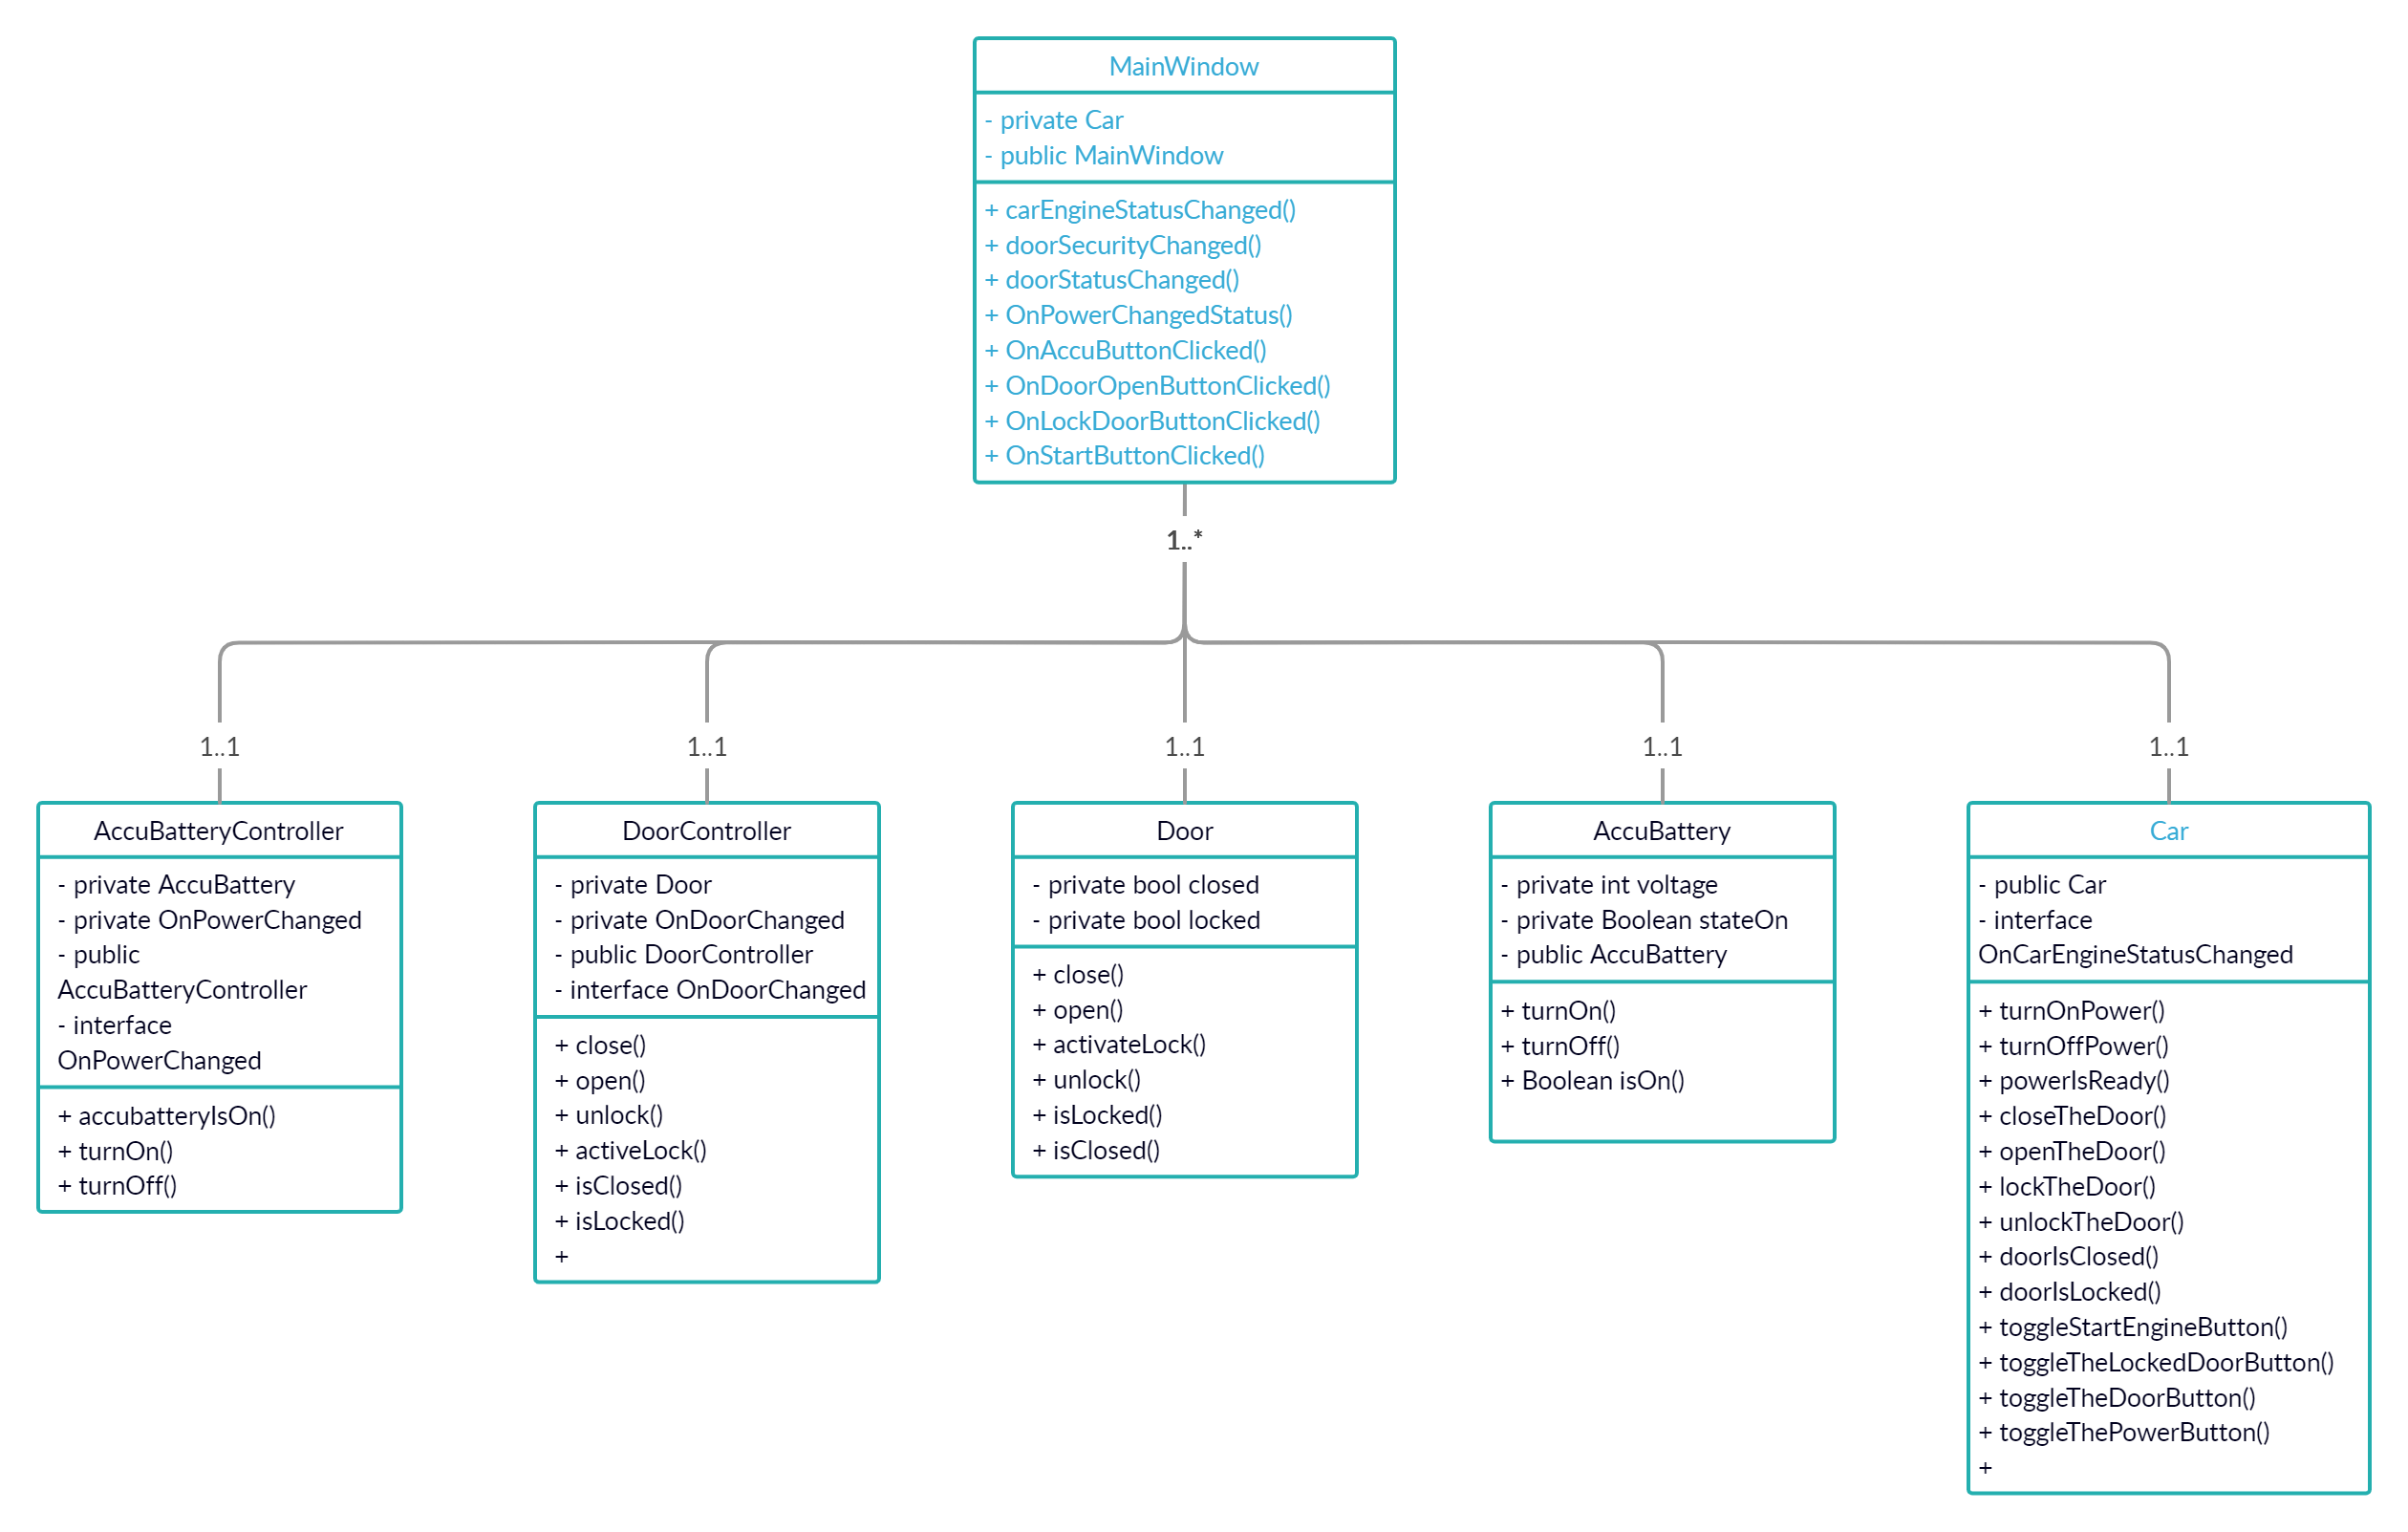 MainWindow
- private Car
- public MainWindow
+ carEngineStatusChanged()
+ doorSecurityChanged()
+ doorStatusChanged()
+ OnPowerChangedStatus()
+ OnAccuButtonClicked()
+ OnDoorOpenButtonClicked()
+ OnLockDoorButtonClicked()
+ OnStartButtonClicked()
1..*
1..1
1..1
1..1
1..1
1..1
AccuBatteryController
- private AccuBattery
- private OnPowerChanged
- public
AccuBatteryController
- interface
OnPowerChanged
+ accubatteryIsOn()
+ turnOn()
+ turnOff()
DoorController
- private Door
- private OnDoorChanged
- public DoorController
- interface OnDoorChanged
+ close()
+ open()
+ unlock()
+ activeLock()
+ isClosed()
+ isLocked()
+
Door
- private bool closed
- private bool locked
+ close()
+ open()
+ activateLock()
+ unlock()
+ isLocked()
+ isClosed()
AccuBattery
- private int voltage
- private Boolean stateOn
- public AccuBattery
+ turnOn()
+ turnOff()
+ Boolean isOn()
Car
- public Car
- interface
OnCarEngineStatusChanged
+ turnOnPower()
+ turnOffPower()
+ powerIsReady()
+ closeTheDoor()
+ openTheDoor()
+ lockTheDoor()
+ unlockTheDoor()
+ doorIsClosed()
+ doorIsLocked()
+ toggleStartEngineButton()
+ toggleTheLockedDoorButton()
+ toggleTheDoorButton()
+ toggleThePowerButton()
+